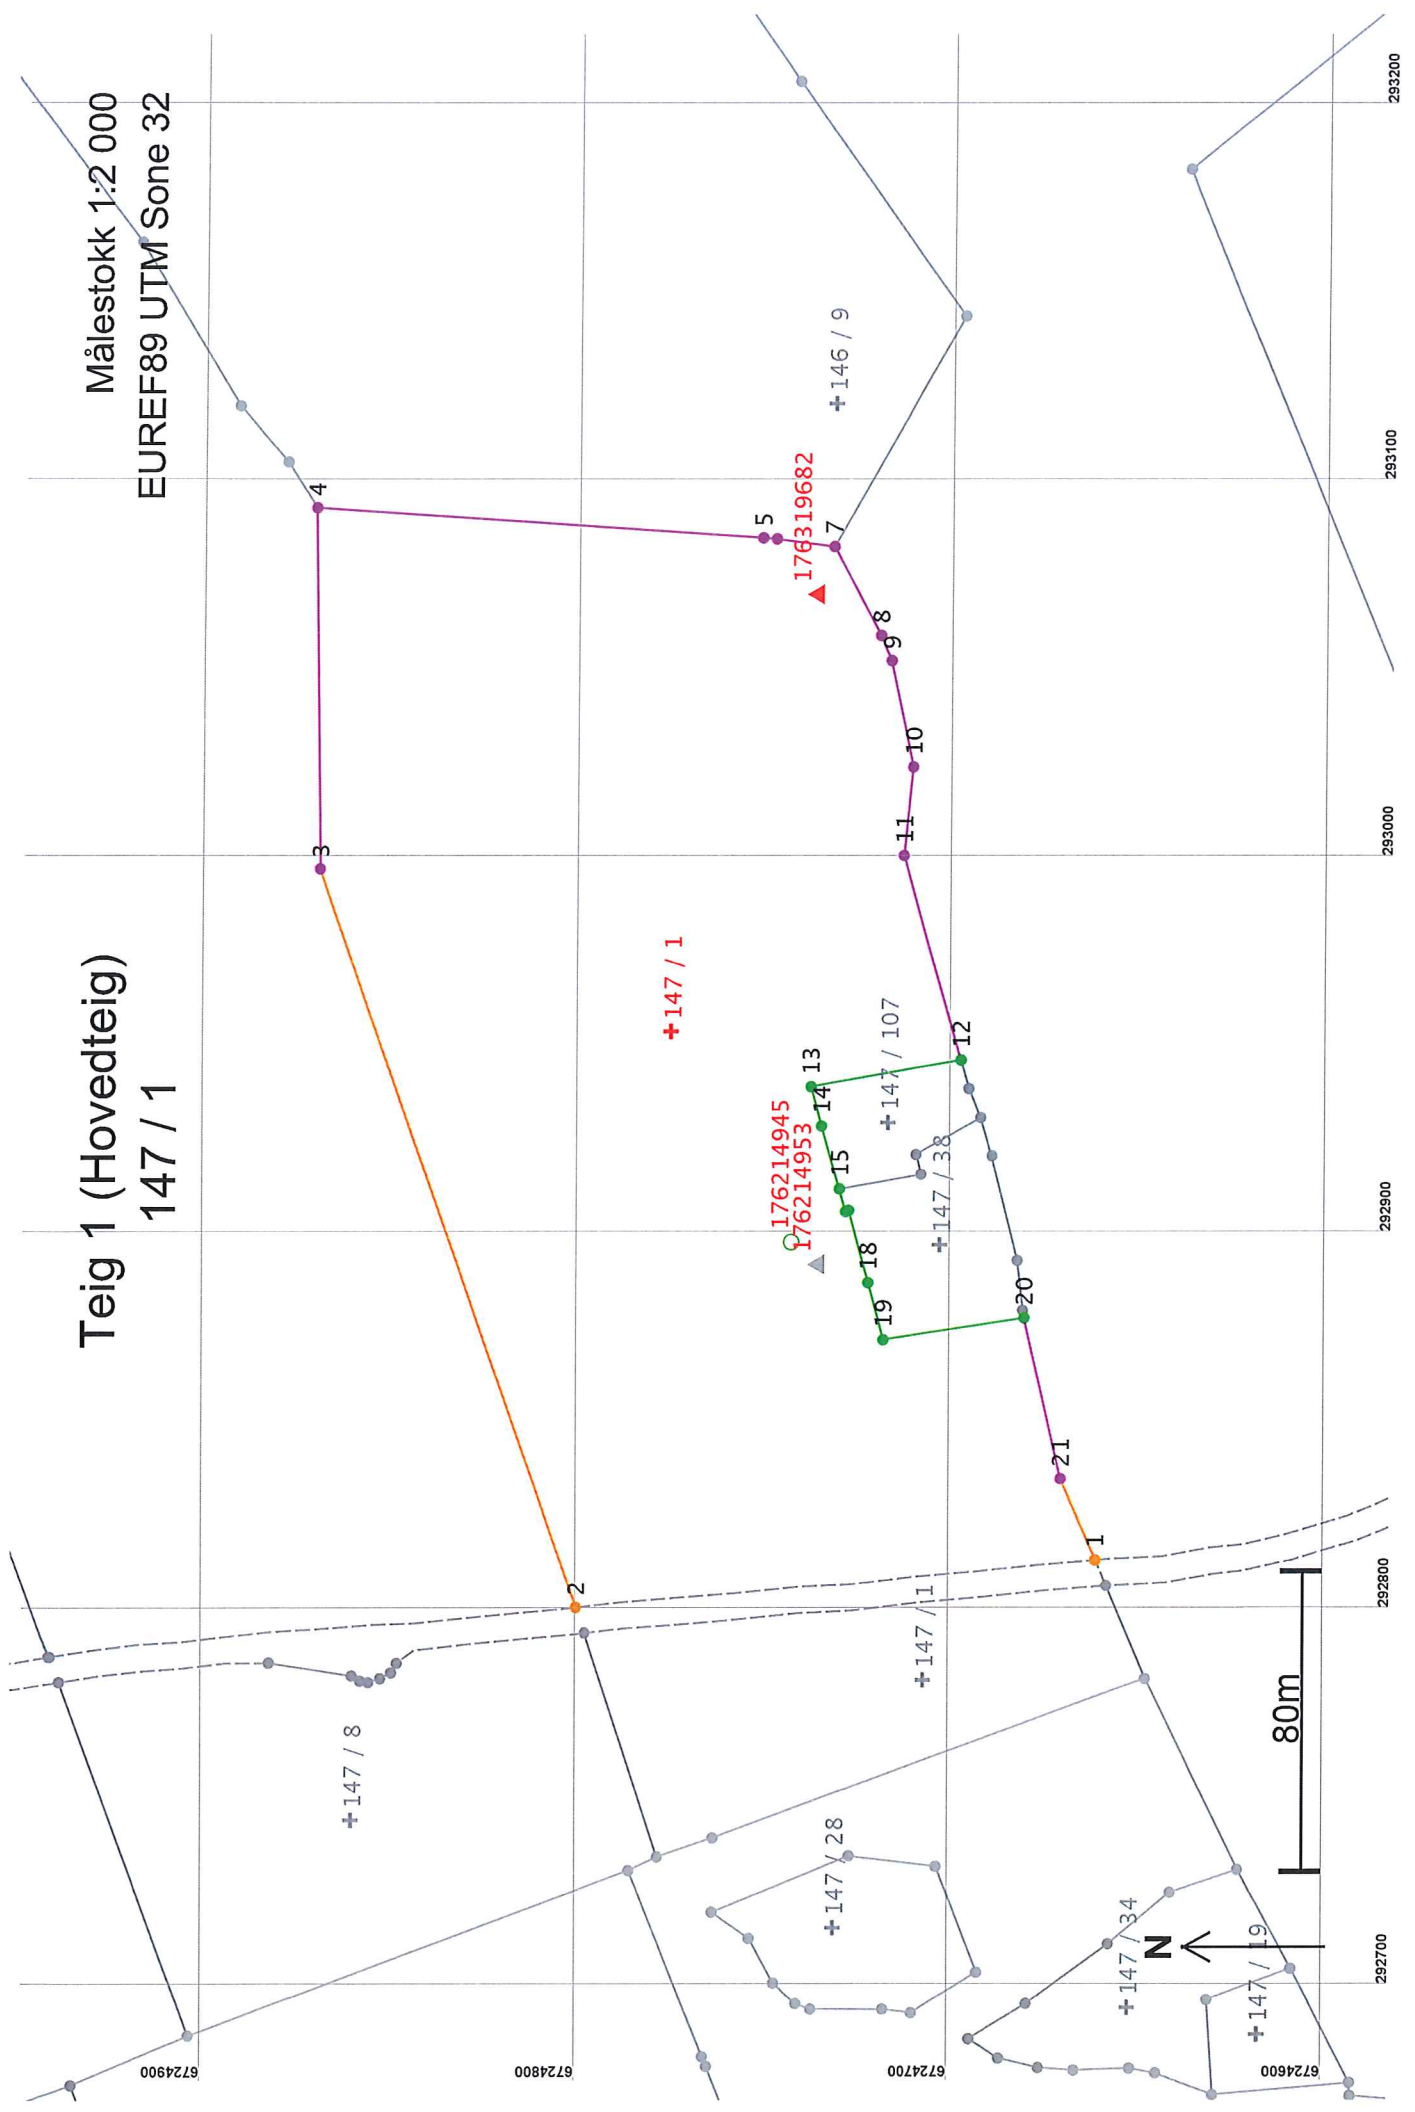 Teig 1 (Hovedteig)
147 / 1
Målestokk 1:2 000
EUREF89 UTM Sone 32
3
4
2
5
176319682
7
8
9
10
11
12
146 / 9
147 / 1
13
14
15
18
19
20
21
1
176214945
176214953
147 / 107
147 / 38
147 / 8
147 / 1
147 / 28
147 / 34
147 / 19
N
80m
6724900
6724800
6724700
6724600
292700
292800
292900
293000
293100
293200